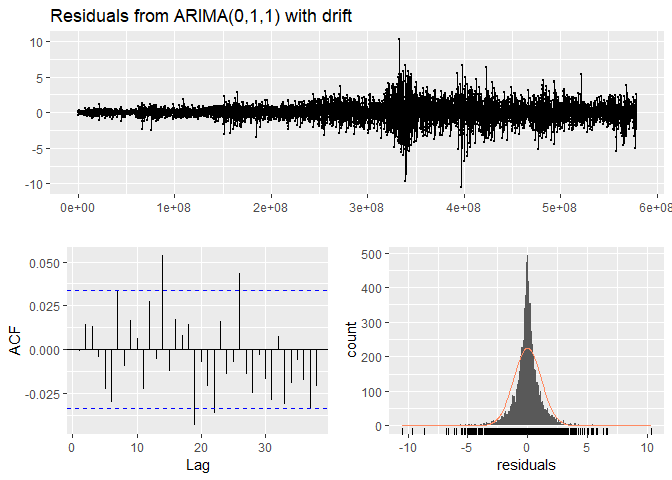 Residuals from ARIMA(0,1,1) with drift
10
5
0
-5
-10
0e+00 1e+08 2e+08 3e+08 4e+08 5e+08 6e+08
0.050
0.025
0.000
-0.025
ACF
0 10 20 30
Lag
500
400
300
200
100
0
count
-10 -5 0 5 10
residuals